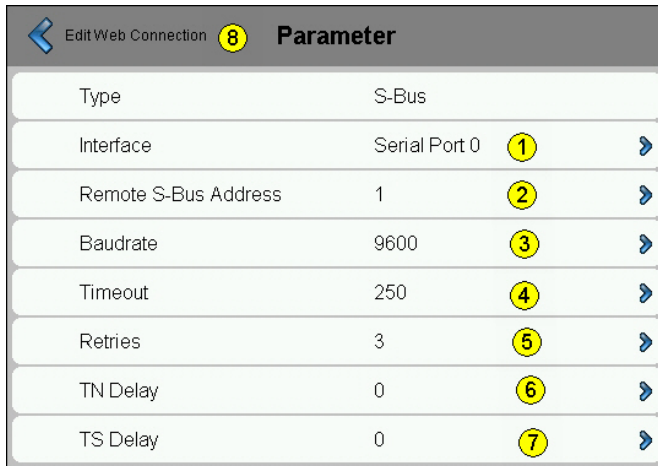 Edit Web Connection 8 Parameter
Type S-Bus
Interface Serial Port 0 1
Remote S-Bus Address 1 2
Baudrate 9600 3
Timeout 250 4
Retries 3 5
TN Delay 0 6
TS Delay 0 7